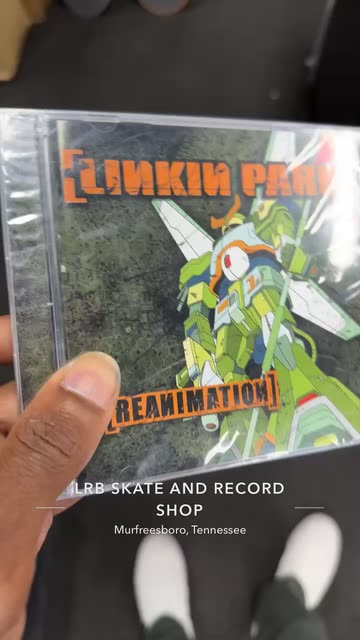 [LINKIN PARK
[REANIMATION]
LRB SKATE AND RECORD
SHOP
Murfreesboro, Tennessee